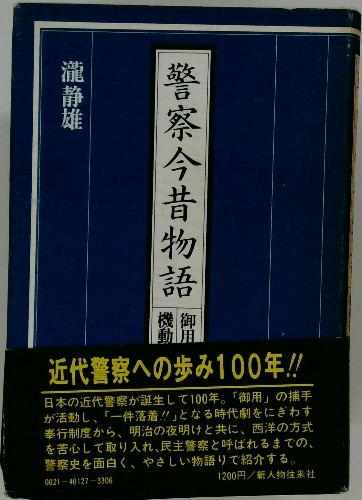 瀧静雄
警察今昔物語
御用
機動
近代警察への歩み100年!!
日本の近代警察が誕生して100年。「御用」の捕手
が活動し、「一件落着!!」となる時代劇をにぎわす
奉行制度から、明治の夜明けと共に、西洋の方式
を苦心して取り入れ、民主警察と呼ばれるまでの、
警察史を面白く、やさしい物語りて紹介する。
0021-40127-3306
1200円/新人物往来社